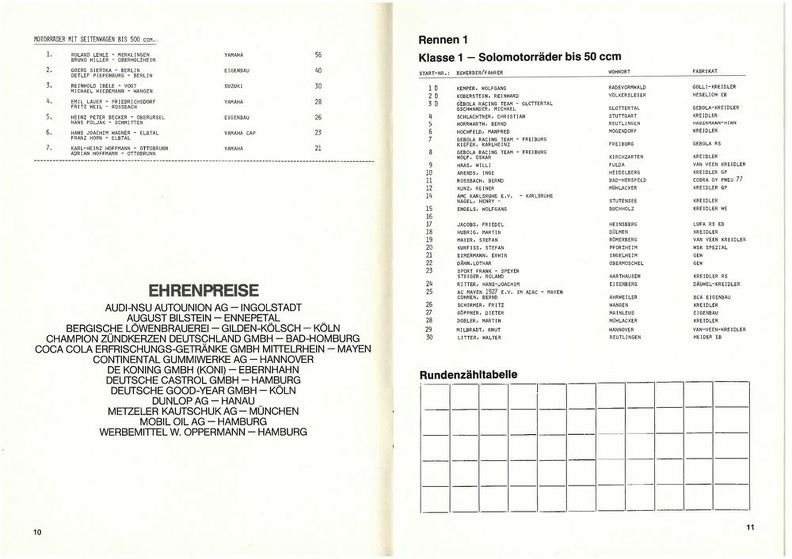 MOTORRÄDER MIT SEITENWAGEN BIS 500 CCM.
1. ROLAND LEHLE - MERKLINGEN YAMAHA 56
BRUNO HILLER - OBERHOLZHEIM
2. GOERS SIEROKA - BERLIN EIGENBAU 40
DETLEF PIEPENBURG - BERLIN
3. REINHOLD IBELE - VOGT SUZUKI 30
MICHAEL WIEDEMANN - WANGEN
4. EMIL LAUER - FRIEDRICHSDORF YAMAHA 28
FRITZ WEIL - ROSSBACH
5. HEINZ PETER BECKER - OBERURSEL EIGENBAU 26
HANS POLJAK - SCHMITTEN
6. HANS JOACHIM WAGNER - ELBTAL YAMAHA CAP 23
FRANZ HORN - ELBTAL
7. KARL-HEINZ HOFFMANN - OTTOBRUNN YAMAHA 21
ADRIAN HOFFMANN - OTTOBRUNN
EHRENPREISE
AUDI-NSU AUTOUNION AG — INGOLSTADT
AUGUST BILSTEIN — ENNEPETAL
BERGISCHE LÖWENBRAUEREI — GILDEN-KÖLSCH — KÖLN
CHAMPION ZÜNDKERZEN DEUTSCHLAND GMBH — BAD-HOMBURG
COCA COLA ERFRISCHUNGS-GETRÄNKE GMBH MITTELRHEIN — MAYEN
CONTINENTAL GUMMIWERKE AG — HANNOVER
DE KONING GMBH (KONI) — EBERNHAHN
DEUTSCHE CASTROL GMBH — HAMBURG
DEUTSCHE GOOD-YEAR GMBH — KÖLN
DUNLOP AG — HANAU
METZELER KAUTSCHUK AG — MÜNCHEN
MOBIL OIL AG — HAMBURG
WERBEMITTEL W. OPPERMANN — HAMBURG
10
Rennen 1
Klasse 1 — Solomotorräder bis 50 ccm
START-NR.: BEWERBER/FAHRER WOHNORT FABRIKAT
1 D KEMPER, WOLFGANG RADEVORMWALD GOLLI-KREIDLER
2 D KOBERSTEIN, REINHARD VOLKERSLEIER HESELICH EB
3 D GEBOLA RACING TEAM - GLOTTERTAL
GSCHWANDER, MICHAEL GLOTTERTAL GEBOLA-KREIDLER
4 SCHLACHTNER, CHRISTIAN STUTTGART KREIDLER
5 HORRWARTH, BERND REUTLINGEN HABERMANN-MINN
6 HOCHFELD, MANFRED MOGENDORF KREIDLER
7 GEBOLA RACING TEAM - FREIBURG
KIEFER, KARLHEINZ FREIBURG GEBOLA RS
8 GEBOLA RACING TEAM - FREIBURG
WOLF, OSKAR KIRCHZARTEN KREIDLER
9 HAAS, WILLI FULDA VAN VEEN KREIDLER
10 ARENDS, INGE HEIDELBERG KREIDLER GP
11 ROSSBACH, BERND BAD-HERSFELD COBRA GY PNEU 77
12 KUNZ, REINER MÜHLACKER KREIDLER GP
14 AMC KARLSRUHE E.V. - KARLSRUHE
NAGEL, HENRY - STUTENSEE KREIDLER
15 ENGELS, WOLFGANG BUCHHOLZ KREIDLER WE
16
17 JACOBS, FRIEDEL HEINSBERG LUFA RS EB
18 HUBRIG, MARTIN DÜLMEN KREIDLER
19 MAIER, STEFAN RÖMERBERG VAN VEEN KREIDLER
20 KURFISS, STEFAN PFORZHEIM WSK SPEZIAL
21 EIMERMANN, ERWIN INGELHEIM GEW
22 DÄHN, LOTHAR OBERMOSCHEL GEW
23 SPORT FRANK - SPEYER
STEIGER, ROLAND HARTHAUSEN KREIDLER RS
24 RITTER, HANS-JOACHIM EISENBERG DÄUWEL-KREIDLER
25 AC MAYEN 1927 E.V. IM ADAC - MAYEN
CONNEN, BERND AHRWEILER BCA EIGENBAU
26 SCHIRMER, FRITZ WANGEN KREIDLER
27 GÖPPNER, DIETER MAINLEUS EIGENBAU
28 DOBLER, MARTIN MÜHLACKER KREIDLER
29 MILBRADT, KNUT HANNOVER VAN-VEEN-KREIDLER
30 LITTER, WALTER REUTLINGEN HEIDER EB
Rundenzähltabelle
11